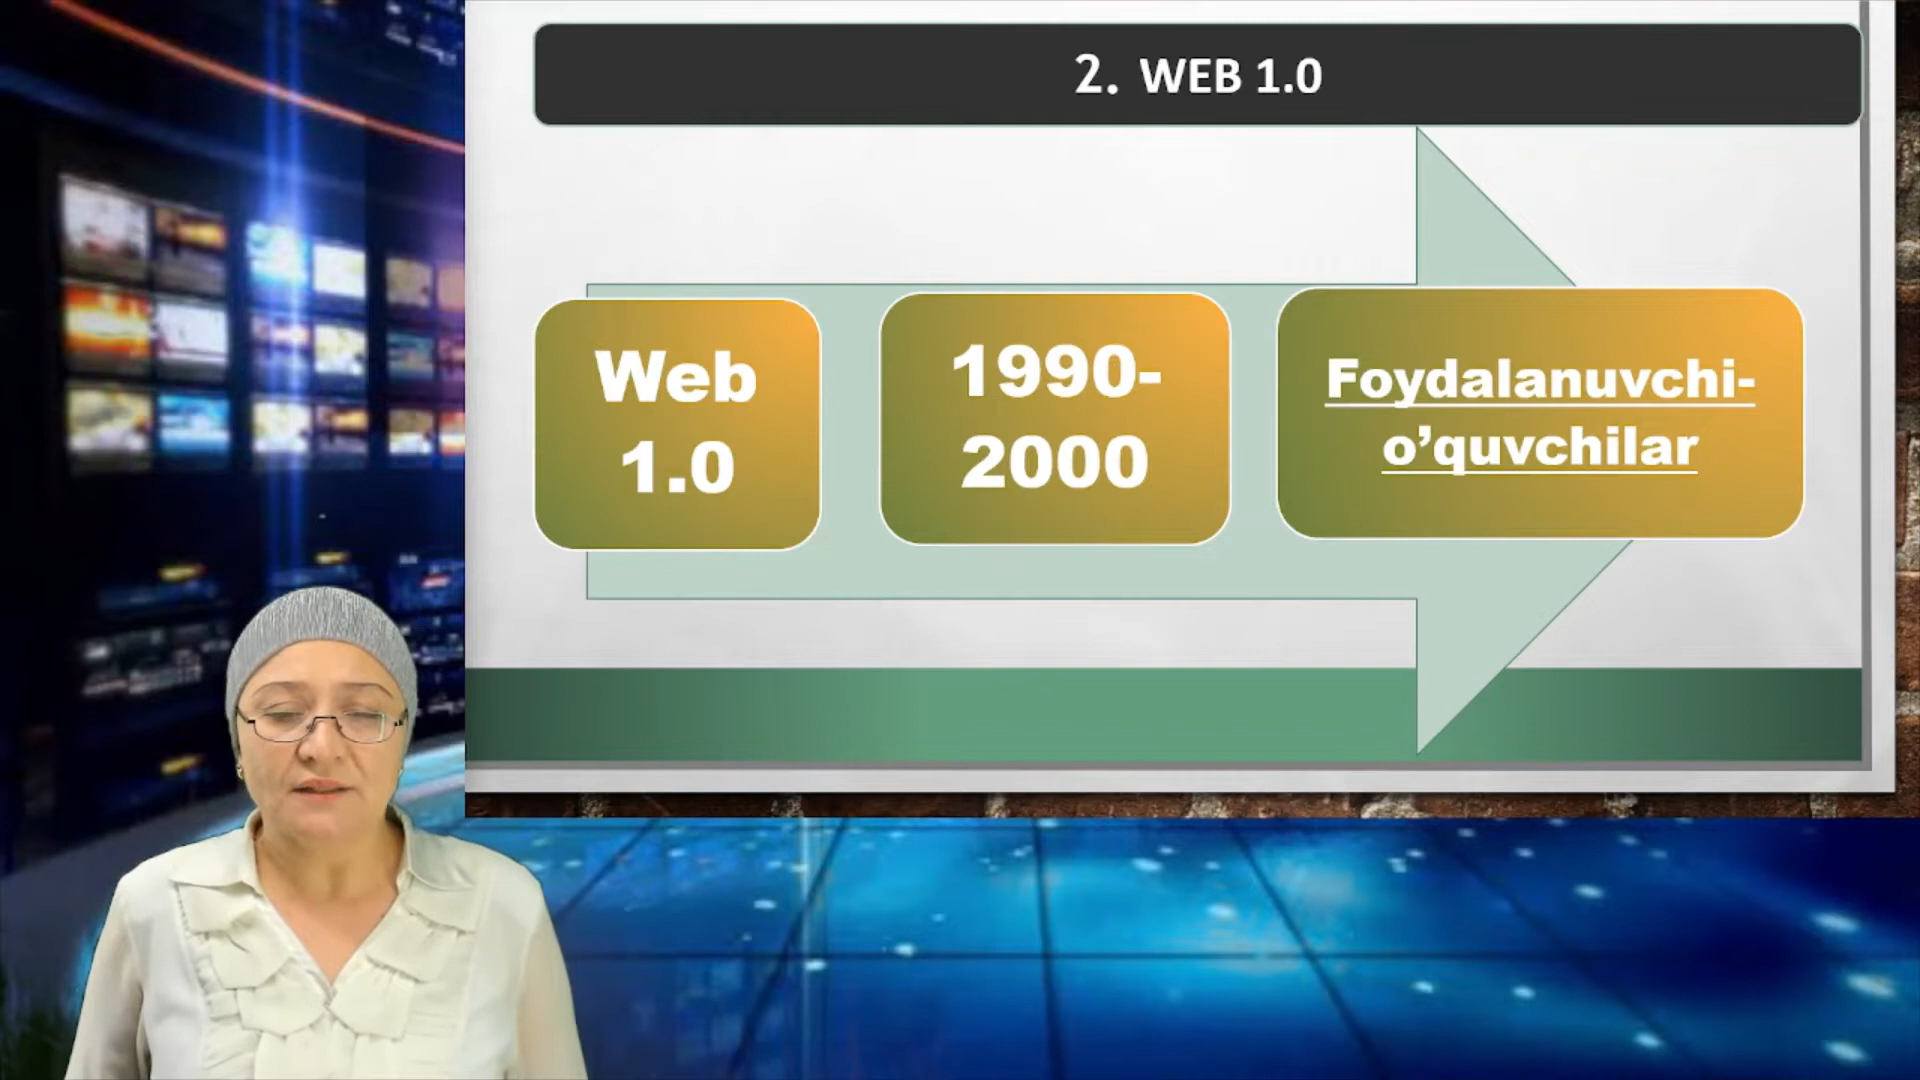 2. WEB 1.0
Web
1.0
1990-
2000
Foydalanuvchi-
o’quvchilar